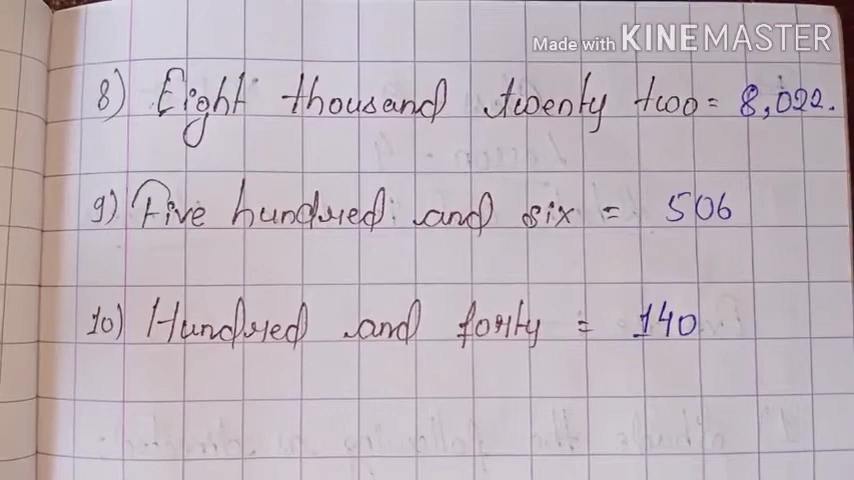 Made with KINEMASTER
8) Eight thousand twenty two = 8,022.
9) Five hundred and six = 506
10) Hundred and forty = 140